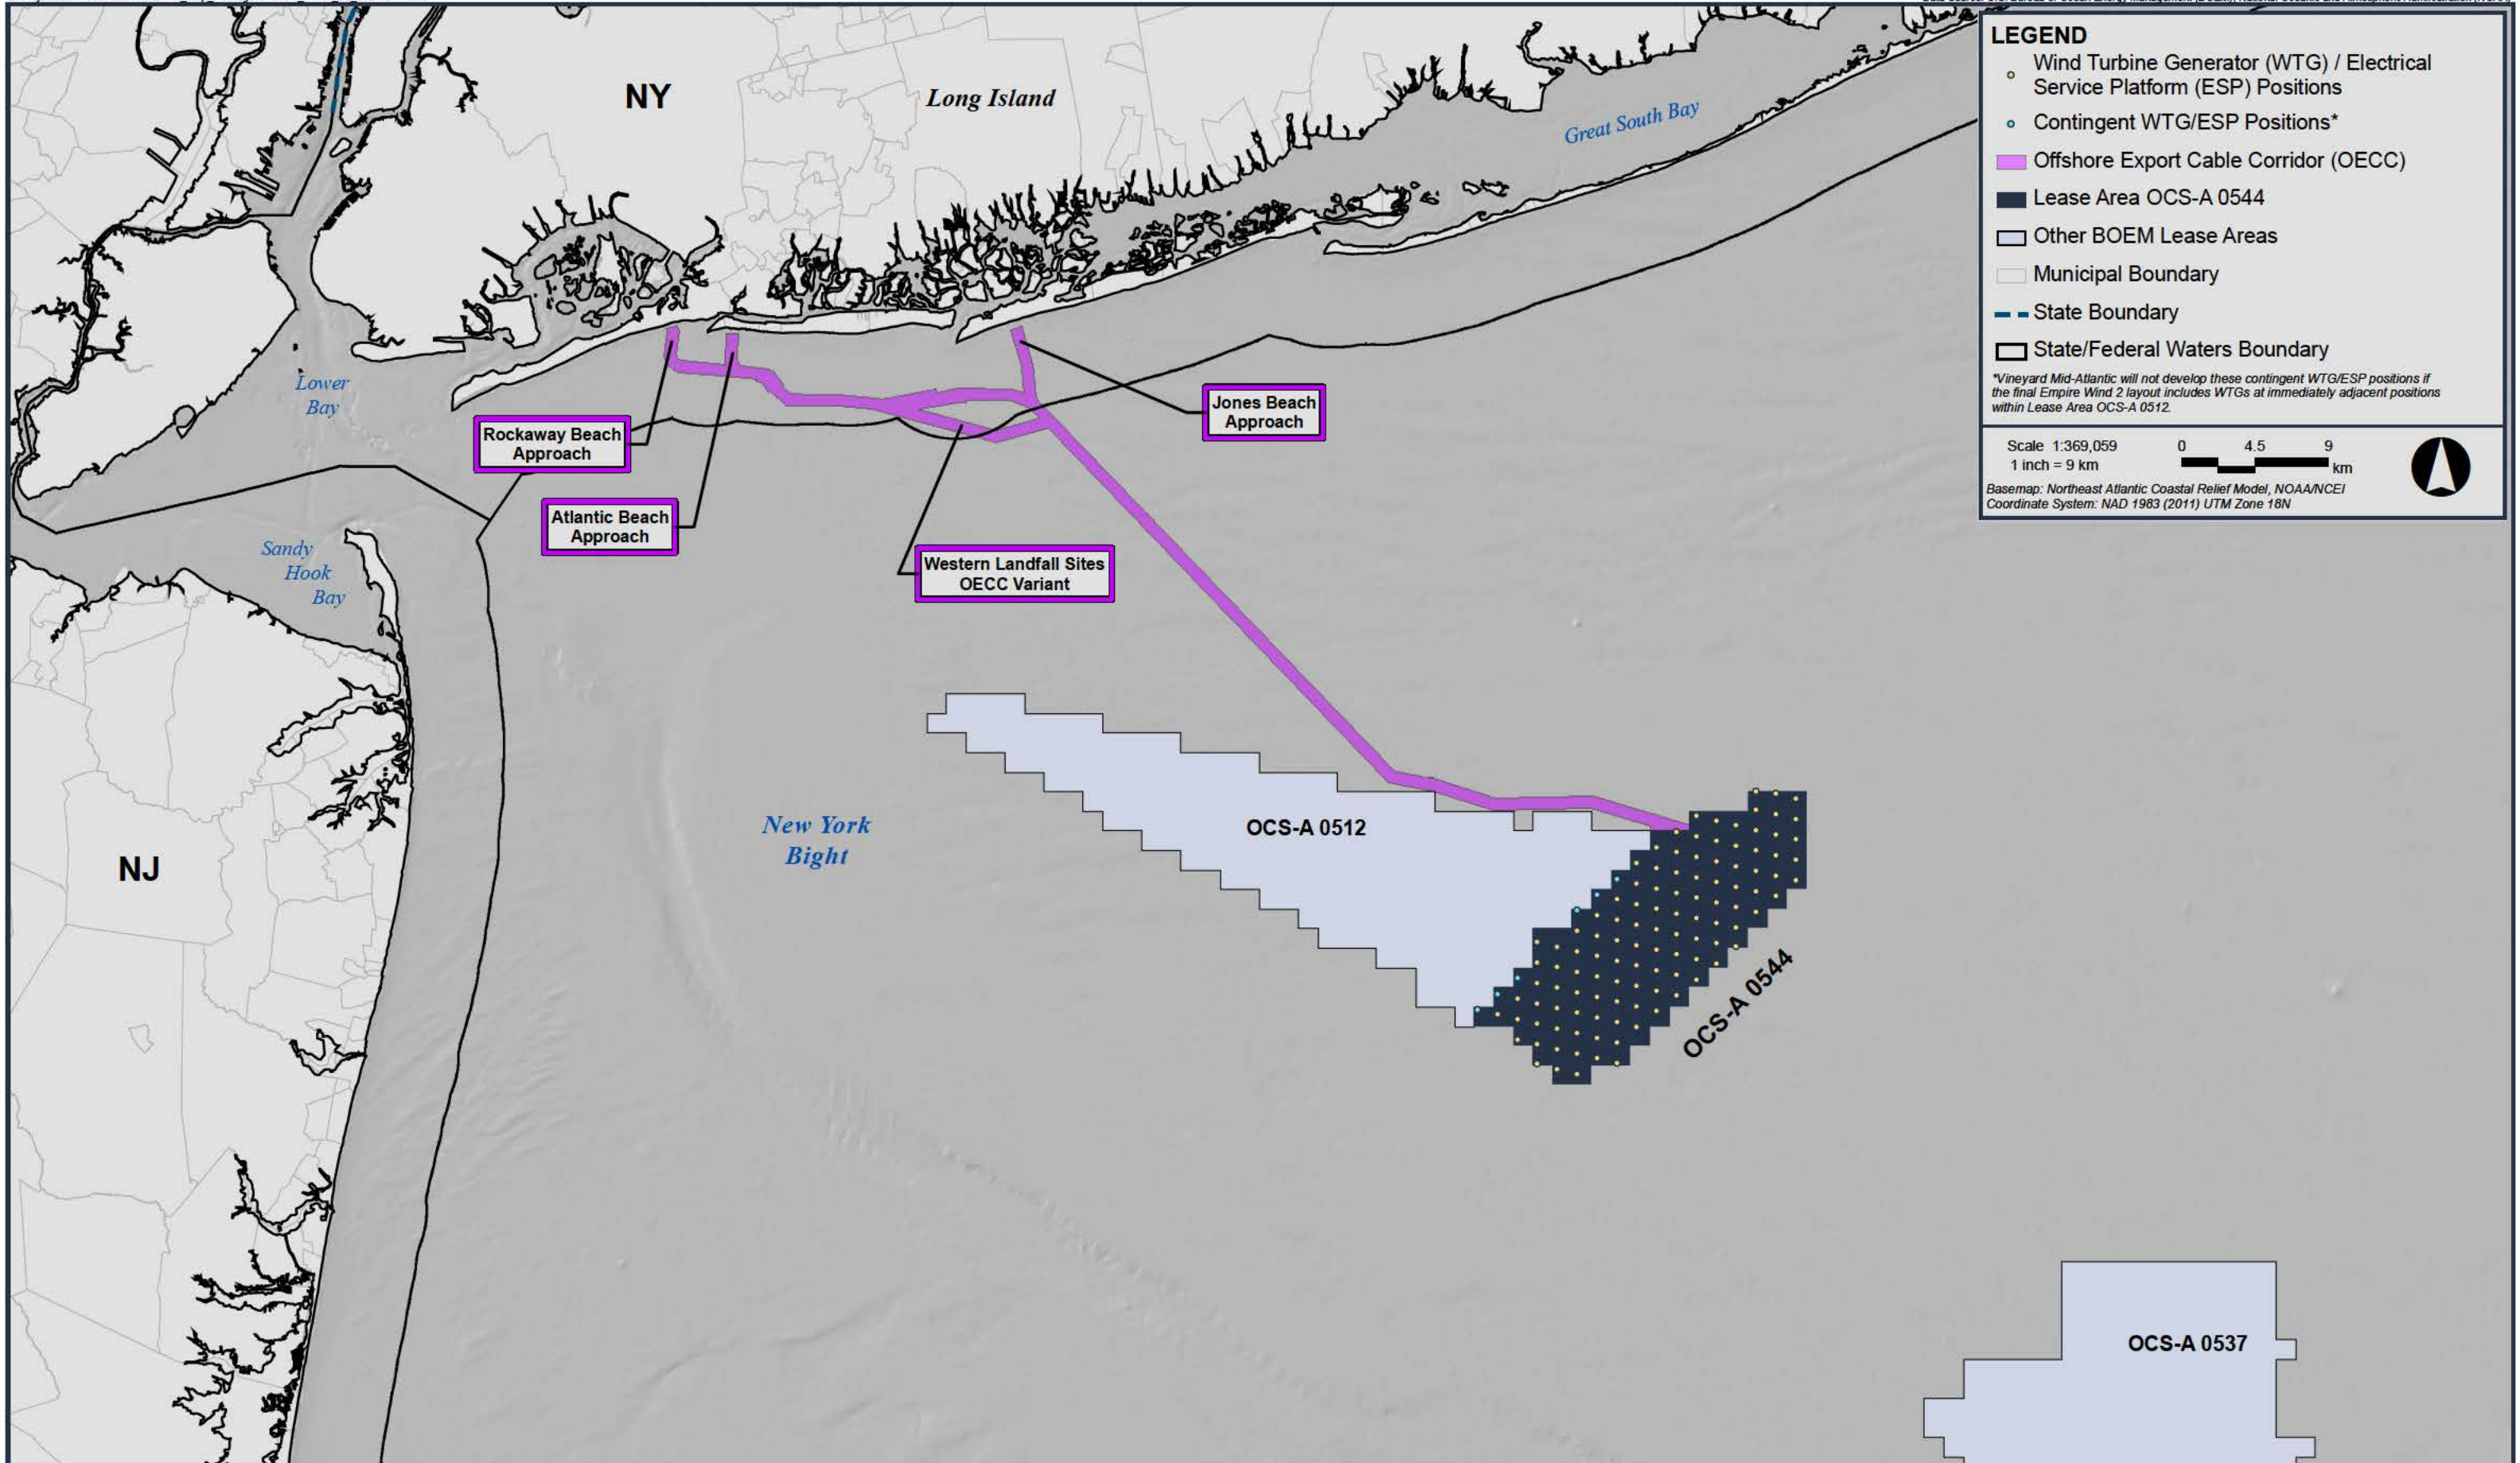 LEGEND
Wind Turbine Generator (WTG) / Electrical
Service Platform (ESP) Positions
Contingent WTG/ESP Positions*
Offshore Export Cable Corridor (OECC)
Lease Area OCS-A 0544
Other BOEM Lease Areas
Municipal Boundary
State Boundary
State/Federal Waters Boundary
*Vineyard Mid-Atlantic will not develop these contingent WTG/ESP positions if
the final Empire Wind 2 layout includes WTGs at immediately adjacent positions
within Lease Area OCS-A 0512.
Scale 1:369,059
1 inch = 9 km
0 4.5 9
km
Basemap: Northeast Atlantic Coastal Relief Model, NOAA/NCEI
Coordinate System: NAD 1983 (2011) UTM Zone 18N
NY
Long Island
Great South Bay
Lower
Bay
Jones Beach
Approach
Rockaway Beach
Approach
Atlantic Beach
Approach
Western Landfall Sites
OECC Variant
Sandy
Hook
Bay
New York
Bight
NJ
OCS-A 0512
OCS-A 0544
OCS-A 0537